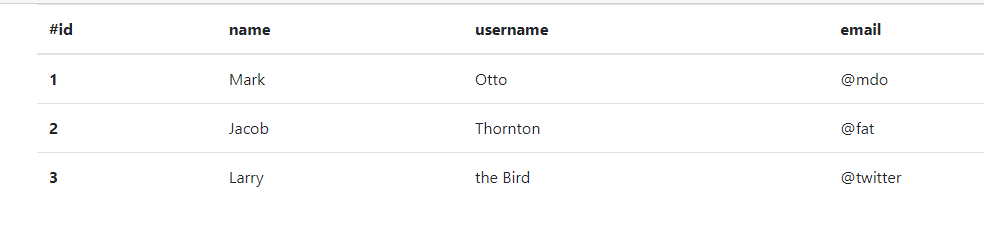 #id name username email
1 Mark Otto @mdo
2 Jacob Thornton @fat
3 Larry the Bird @twitter